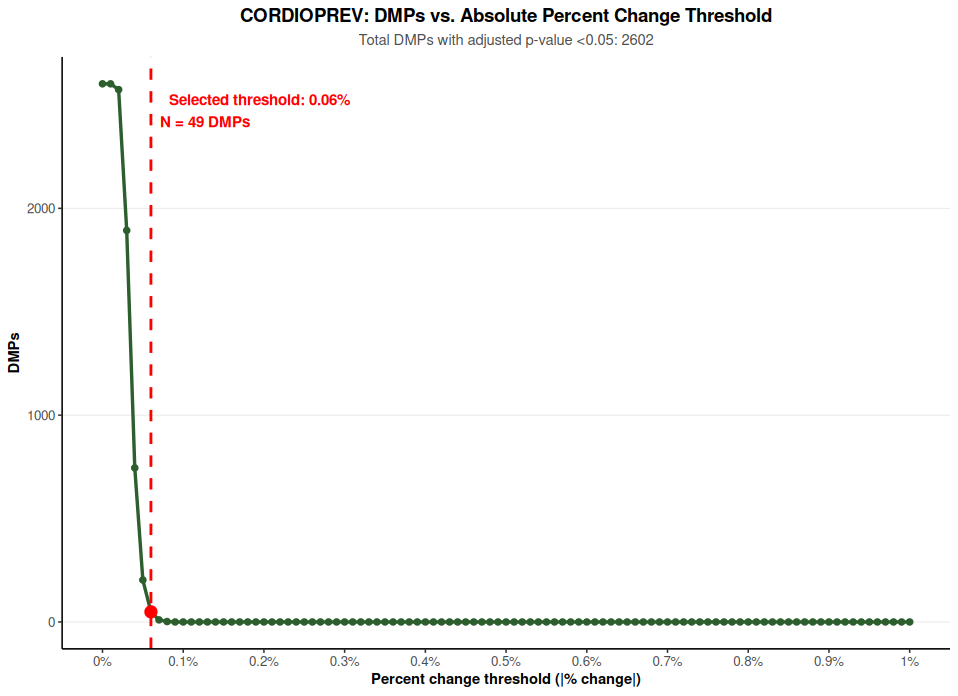 CORDIOPREV: DMPs vs. Absolute Percent Change Threshold
Total DMPs with adjusted p-value <0.05: 2602
Selected threshold: 0.06%
N = 49 DMPs
DMPs
2000
1000
0
0% 0.1% 0.2% 0.3% 0.4% 0.5% 0.6% 0.7% 0.8% 0.9% 1%
Percent change threshold (|% change|)